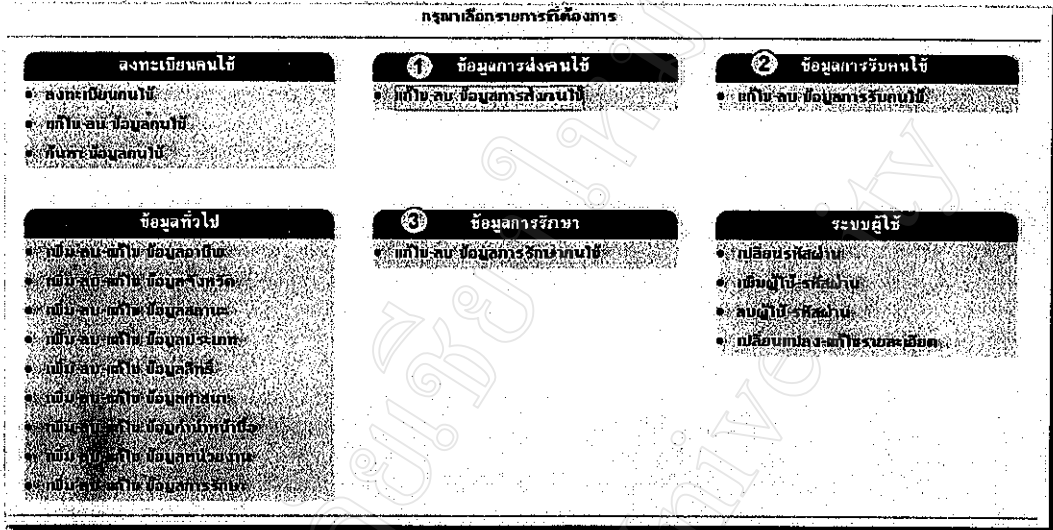 กรุณาเลือกรายการที่ต้องการ
ลงทะเบียนคนไข้
ลงทะเบียนคนไข้
แก้ไข-ลบ ข้อมูลคนไข้
ค้นหา ข้อมูลคนไข้
1 ข้อมูลการส่งคนไข้
แก้ไข-ลบ ข้อมูลการส่งคนไข้
2 ข้อมูลการรับคนไข้
แก้ไข-ลบ ข้อมูลการรับคนไข้
ข้อมูลทั่วไป
เพิ่ม-ลบ-แก้ไข ข้อมูลอาชีพ
เพิ่ม-ลบ-แก้ไข ข้อมูลจังหวัด
เพิ่ม-ลบ-แก้ไข ข้อมูลสถานะ
เพิ่ม-ลบ-แก้ไข ข้อมูลประเภท
เพิ่ม-ลบ-แก้ไข ข้อมูลสิทธิ์
เพิ่ม-ลบ-แก้ไข ข้อมูลศาสนา
เพิ่ม-ลบ-แก้ไข ข้อมูลคำนำหน้าชื่อ
เพิ่ม-ลบ-แก้ไข ข้อมูลหน่วยงาน
เพิ่ม-ลบ-แก้ไข ข้อมูลการรักษา
3 ข้อมูลการรักษา
แก้ไข-ลบ ข้อมูลการรักษาคนไข้
ระบบผู้ใช้
เปลี่ยนรหัสผ่าน
เพิ่มผู้ใช้-รหัสผ่าน
ลบผู้ใช้-รหัสผ่าน
เปลี่ยนแปลง-แก้ไขรายละเอียด